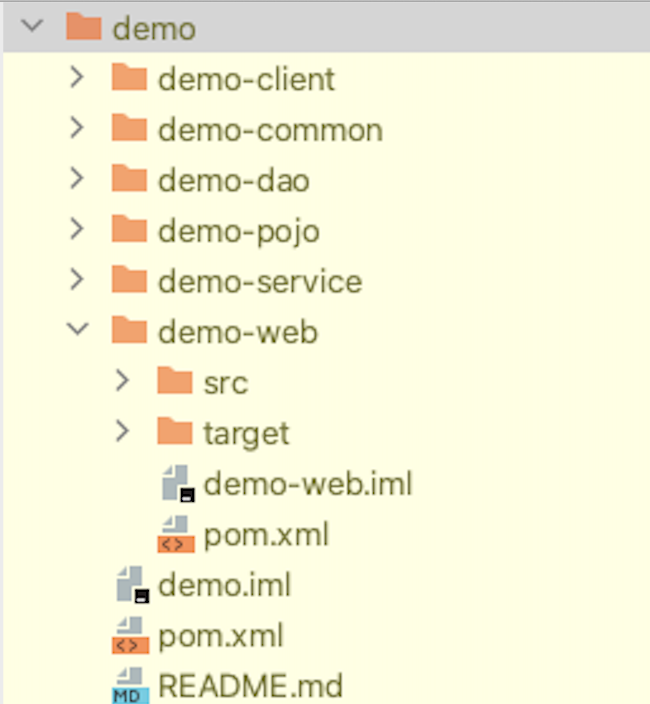 demo
demo-client
demo-common
demo-dao
demo-pojo
demo-service
demo-web
src
target
demo-web.iml
<> pom.xml
demo.iml
<> pom.xml
MD README.md